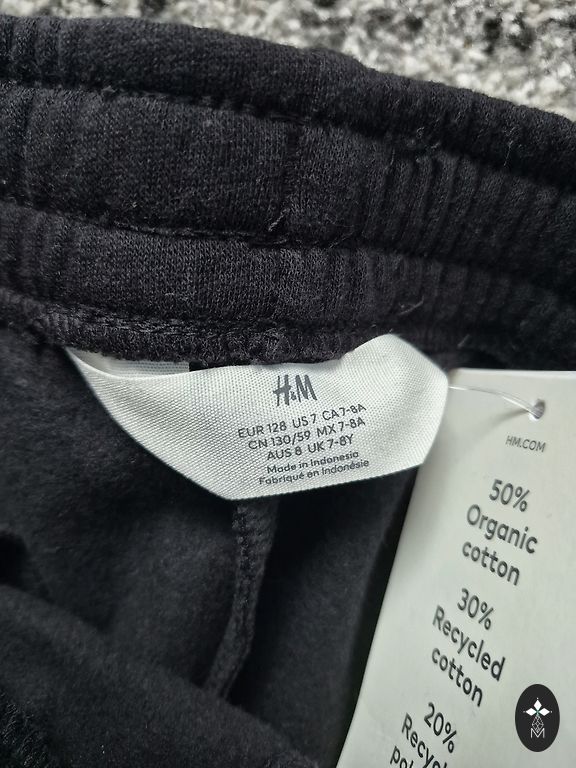 H&M
EUR 128 US 7 CA 7-8A
CN 130/59 MX 7-8A
AUS 8 UK 7-8Y
Made in Indonesia
Fabriqué en Indonésie
HM.COM
50%
Organic
cotton
30%
Recycled
cotton
20%